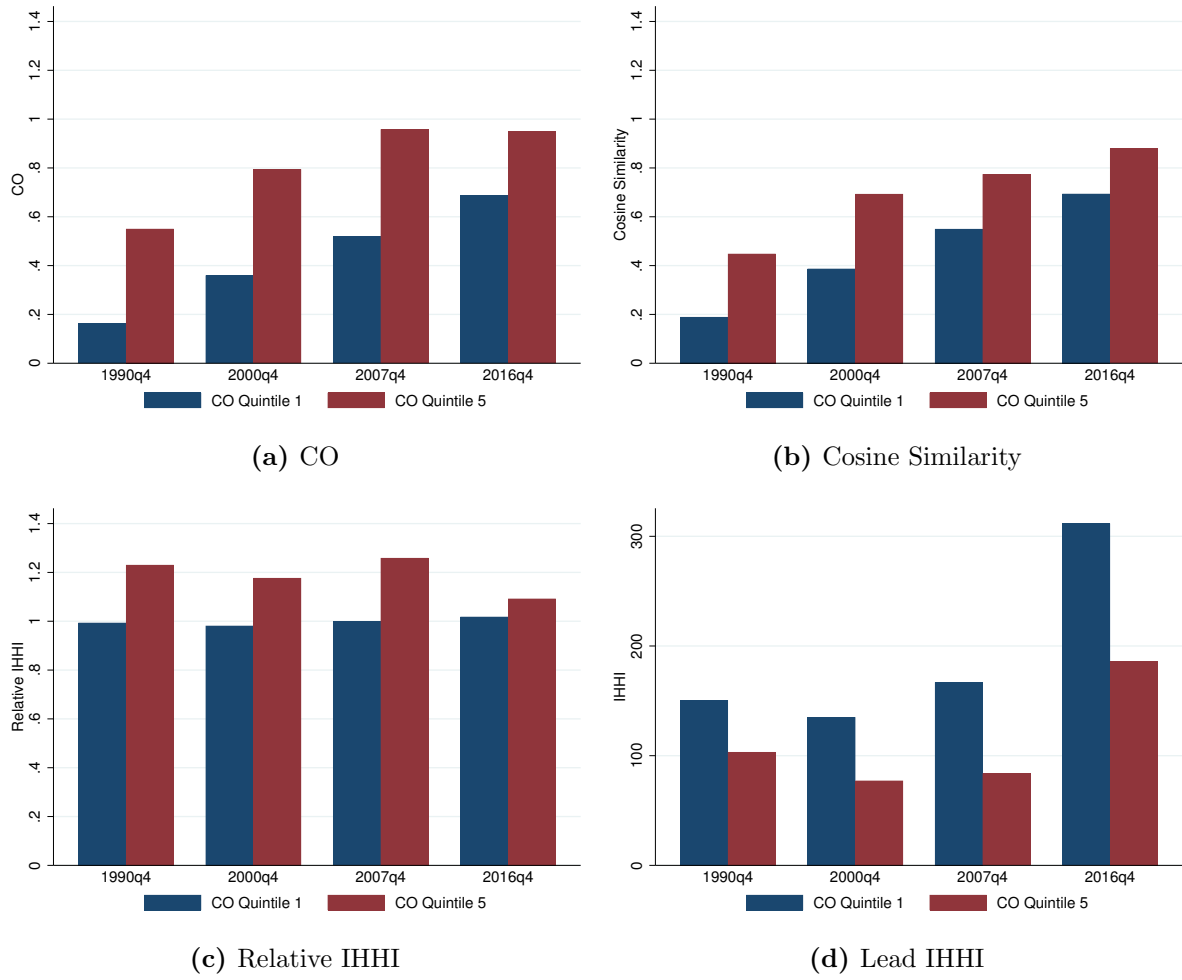 CO
1.4
1.2
1
.8
.6
.4
.2
0
1990q4 2000q4 2007q4 2016q4
CO Quintile 1 CO Quintile 5
(a) CO
Cosine Similarity
1.4
1.2
1
.8
.6
.4
.2
0
1990q4 2000q4 2007q4 2016q4
CO Quintile 1 CO Quintile 5
(b) Cosine Similarity
Relative IHHI
1.4
1.2
1
.8
.6
.4
.2
0
1990q4 2000q4 2007q4 2016q4
CO Quintile 1 CO Quintile 5
(c) Relative IHHI
IHHI
300
200
100
0
1990q4 2000q4 2007q4 2016q4
CO Quintile 1 CO Quintile 5
(d) Lead IHHI